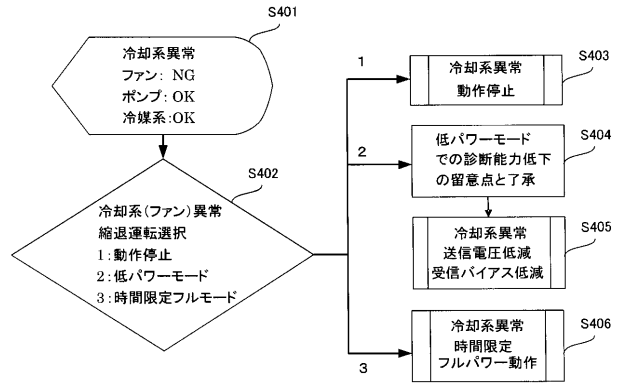 S401
冷却系異常
ファン: NG
ポンプ: OK
冷媒系:OK
S402
冷却系(ファン)異常
縮退運転選択
1:動作停止
2:低パワーモード
3:時間限定フルモード
1
S403
冷却系異常
動作停止
2
S404
低パワーモード
での診断能力低下
の留意点と了承
S405
冷却系異常
送信電圧低減
受信バイアス低減
3
S406
冷却系異常
時間限定
フルパワー動作